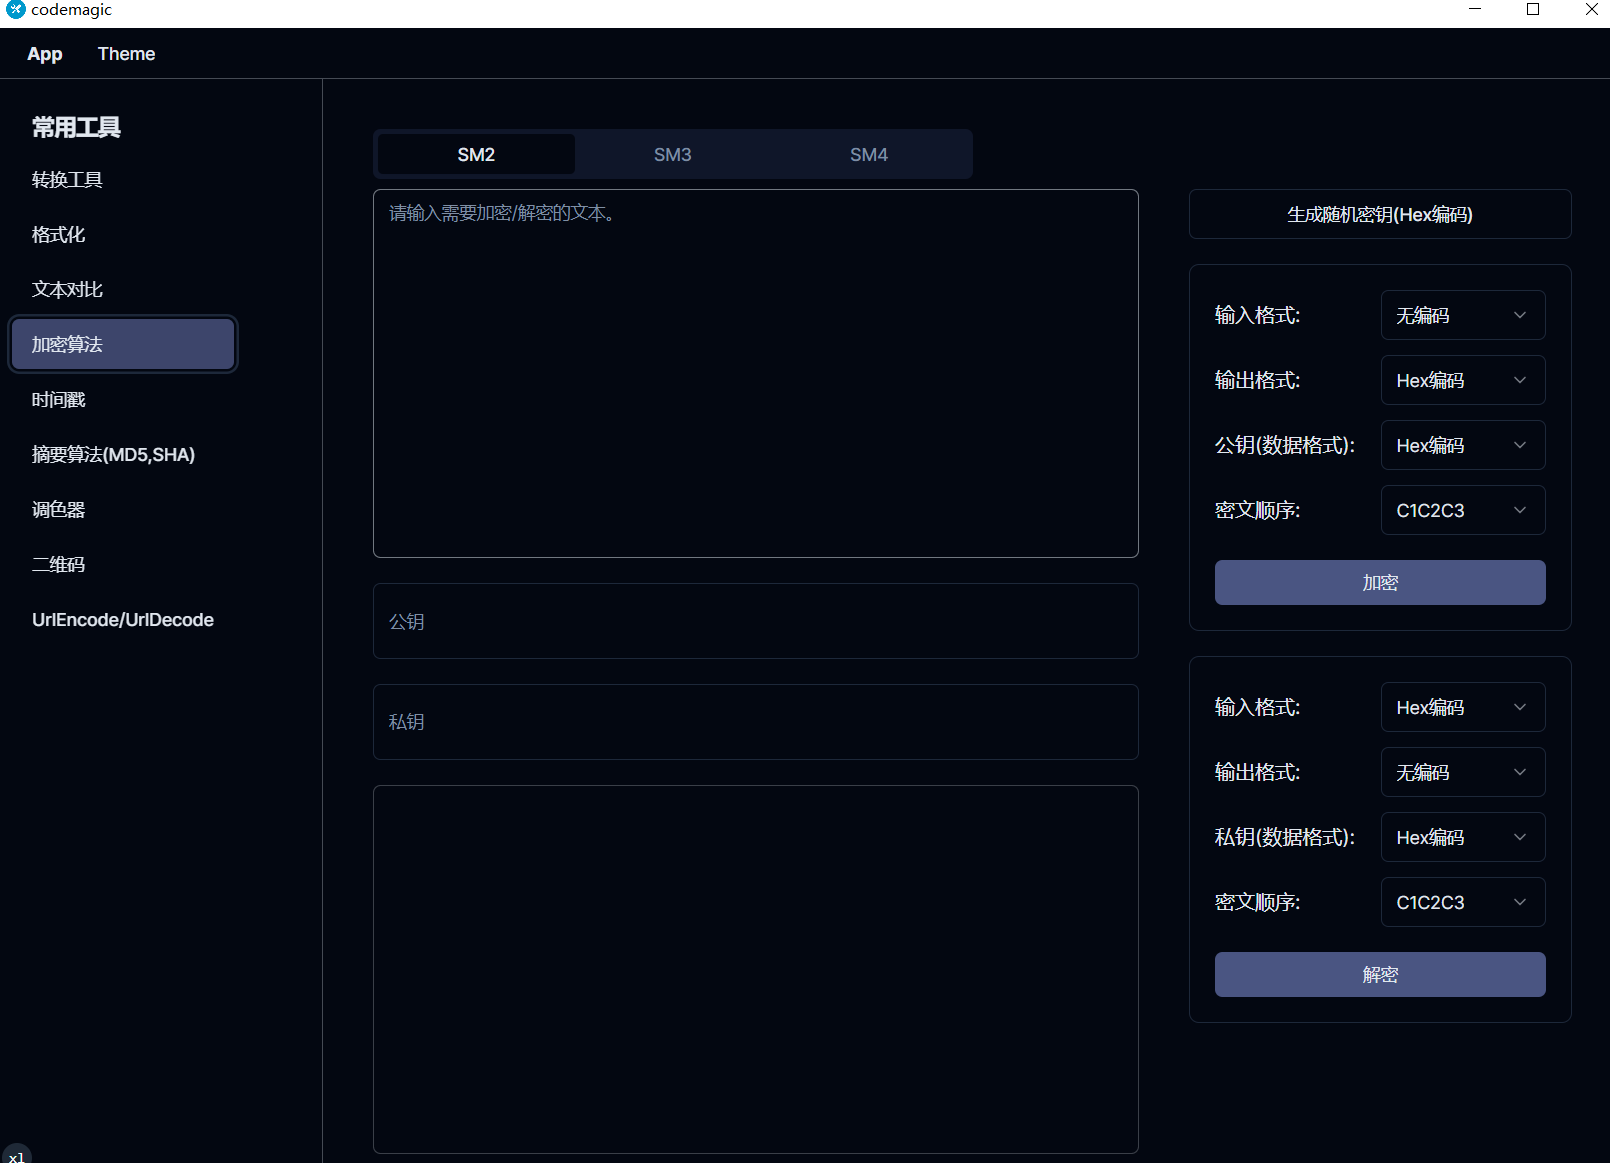 codemagic
App Theme
常用工具
转换工具
格式化
文本对比
加密算法
时间戳
摘要算法(MD5,SHA)
调色器
二维码
UrlEncode/UrlDecode
SM2 SM3 SM4
请输入需要加密/解密的文本。
公钥
私钥
生成随机密钥(Hex编码)
输入格式: 无编码
输出格式: Hex编码
公钥(数据格式): Hex编码
密文顺序: C1C2C3
加密
输入格式: Hex编码
输出格式: 无编码
私钥(数据格式): Hex编码
密文顺序: C1C2C3
解密
xl